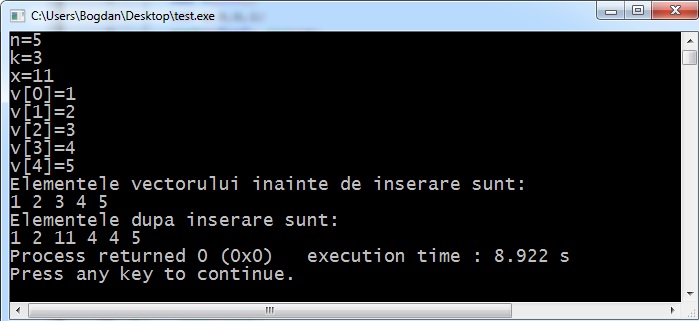 C:\Users\Bogdan\Desktop\test.exe
n=5
k=3
x=11
v[0]=1
v[1]=2
v[2]=3
v[3]=4
v[4]=5
Elementele vectorului inainte de inserare sunt:
1 2 3 4 5
Elementele dupa inserare sunt:
1 2 11 4 4 5
Process returned 0 (0x0)   execution time : 8.922 s
Press any key to continue.